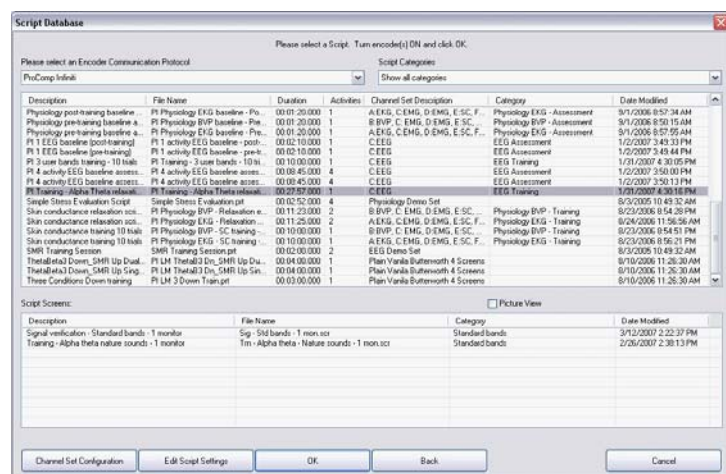 Script Database
Please select a Script. Turn encoder(s) ON and click OK.
Please select an Encoder Communication Protocol
Script Categories
ProComp Infiniti
Show all categories
Description File Name Duration Activities Channel Set Description Category Date Modified
Physiology post-training baseline... PI Physiology EKG baseline - Po... 00:01:20.000 1 A:EKG, C:EMG, D:EMG, E:SC, F... Physiology EKG - Assessment 9/1/2006 8:57:34 AM
Physiology pre-training baseline a... PI Physiology BVP baseline - Pre... 00:01:20.000 1 B:BVP, C: EMG, D:EMG, E:SC, ... Physiology BVP - Assessment 9/1/2006 8:50:15 AM
Physiology pre-training baseline a... PI Physiology EKG baseline - Pre... 00:01:20.000 1 A:EKG, C:EMG, D:EMG, E:SC, F... Physiology EKG - Assessment 9/1/2006 8:57:55 AM
PI 1 EEG baseline (post-training) PI 1 activity EEG baseline - post-... 00:02:10.000 1 C:EEG EEG Assessment 1/2/2007 3:49:33 PM
PI 1 EEG baseline (pre-training) PI 1 activity EEG baseline - pre-tr... 00:02:10.000 1 C:EEG EEG Assessment 1/2/2007 3:49:44 PM
PI 3 user bands training - 10 trials PI Training - 3 user bands - 10 tri... 00:10:00.000 1 C:EEG EEG Training 1/31/2007 4:30:05 PM
PI 4 activity EEG baseline assess... PI 4 activity EEG baseline asses... 00:08:45.000 4 C:EEG EEG Assessment 1/2/2007 3:50:00 PM
PI 4 activity EEG baseline assess... PI 4 activity EEG baseline asses... 00:08:45.000 4 C:EEG EEG Assessment 1/2/2007 3:50:13 PM
PI Training - Alpha Theta relaxati... PI Training - Alpha Theta relaxati... 00:27:57.000 1 C:EEG EEG Training 1/31/2007 4:30:16 PM
Simple Stress Evaluation Script Simple Stress Evaluation.prt 00:02:52.000 4 Physiology Demo Set 8/3/2005 10:49:32 AM
Skin conductance relaxation scri... PI Physiology BVP - Relaxation e... 00:11:23.000 2 B:BVP, C: EMG, D:EMG, E:SC, ... Physiology BVP - Training 8/23/2006 8:54:28 PM
Skin conductance relaxation scri... PI Physiology EKG - Relaxation ... 00:11:25.000 2 A:EKG, C:EMG, D:EMG, E:SC, F... Physiology EKG - Training 8/24/2006 11:56:56 AM
Skin conductance training 10 trials PI Physiology BVP - SC training -... 00:10:00.000 1 B:BVP, C: EMG, D:EMG, E:SC, ... Physiology BVP - Training 8/23/2006 8:54:51 PM
Skin conductance training 10 trials PI Physiology EKG - SC training -... 00:10:00.000 1 A:EKG, C:EMG, D:EMG, E:SC, F... Physiology EKG - Training 8/23/2006 8:56:21 PM
SMR Training Session SMR Training Session.prt 00:02:00.000 2 EEG Demo Set 8/3/2005 10:49:32 AM
ThetaBeta3 Down_SMR Up Dual... PI LM ThetaB3 Dn_SMR Up Du... 00:04:00.000 1 Plain Vanila Butterworth 4 Screens 8/10/2006 11:26:30 AM
ThetaBeta3 Down_SMR Up Sing... PI LM ThetaB3 Dn_SMR Up Sin... 00:04:00.000 1 Plain Vanila Butterworth 4 Screens 8/10/2006 11:26:30 AM
Three Conditions Down training PI LM 3 Down Train.prt 00:03:00.000 1 Plain Vanila Butterworth 4 Screens 8/10/2006 11:26:30 AM
Script Screens:
Picture View
Description File Name Category Date Modified
Signal verification - Standard bands - 1 monitor Sig - Std bands - 1 mon.scr Standard bands 3/12/2007 2:22:37 PM
Training - Alpha theta nature sounds - 1 monitor Trn - Alpha theta - Nature sounds - 1 mon.scr Standard bands 2/26/2007 2:38:13 PM
Channel Set Configuration
Edit Script Settings
OK
Back
Cancel